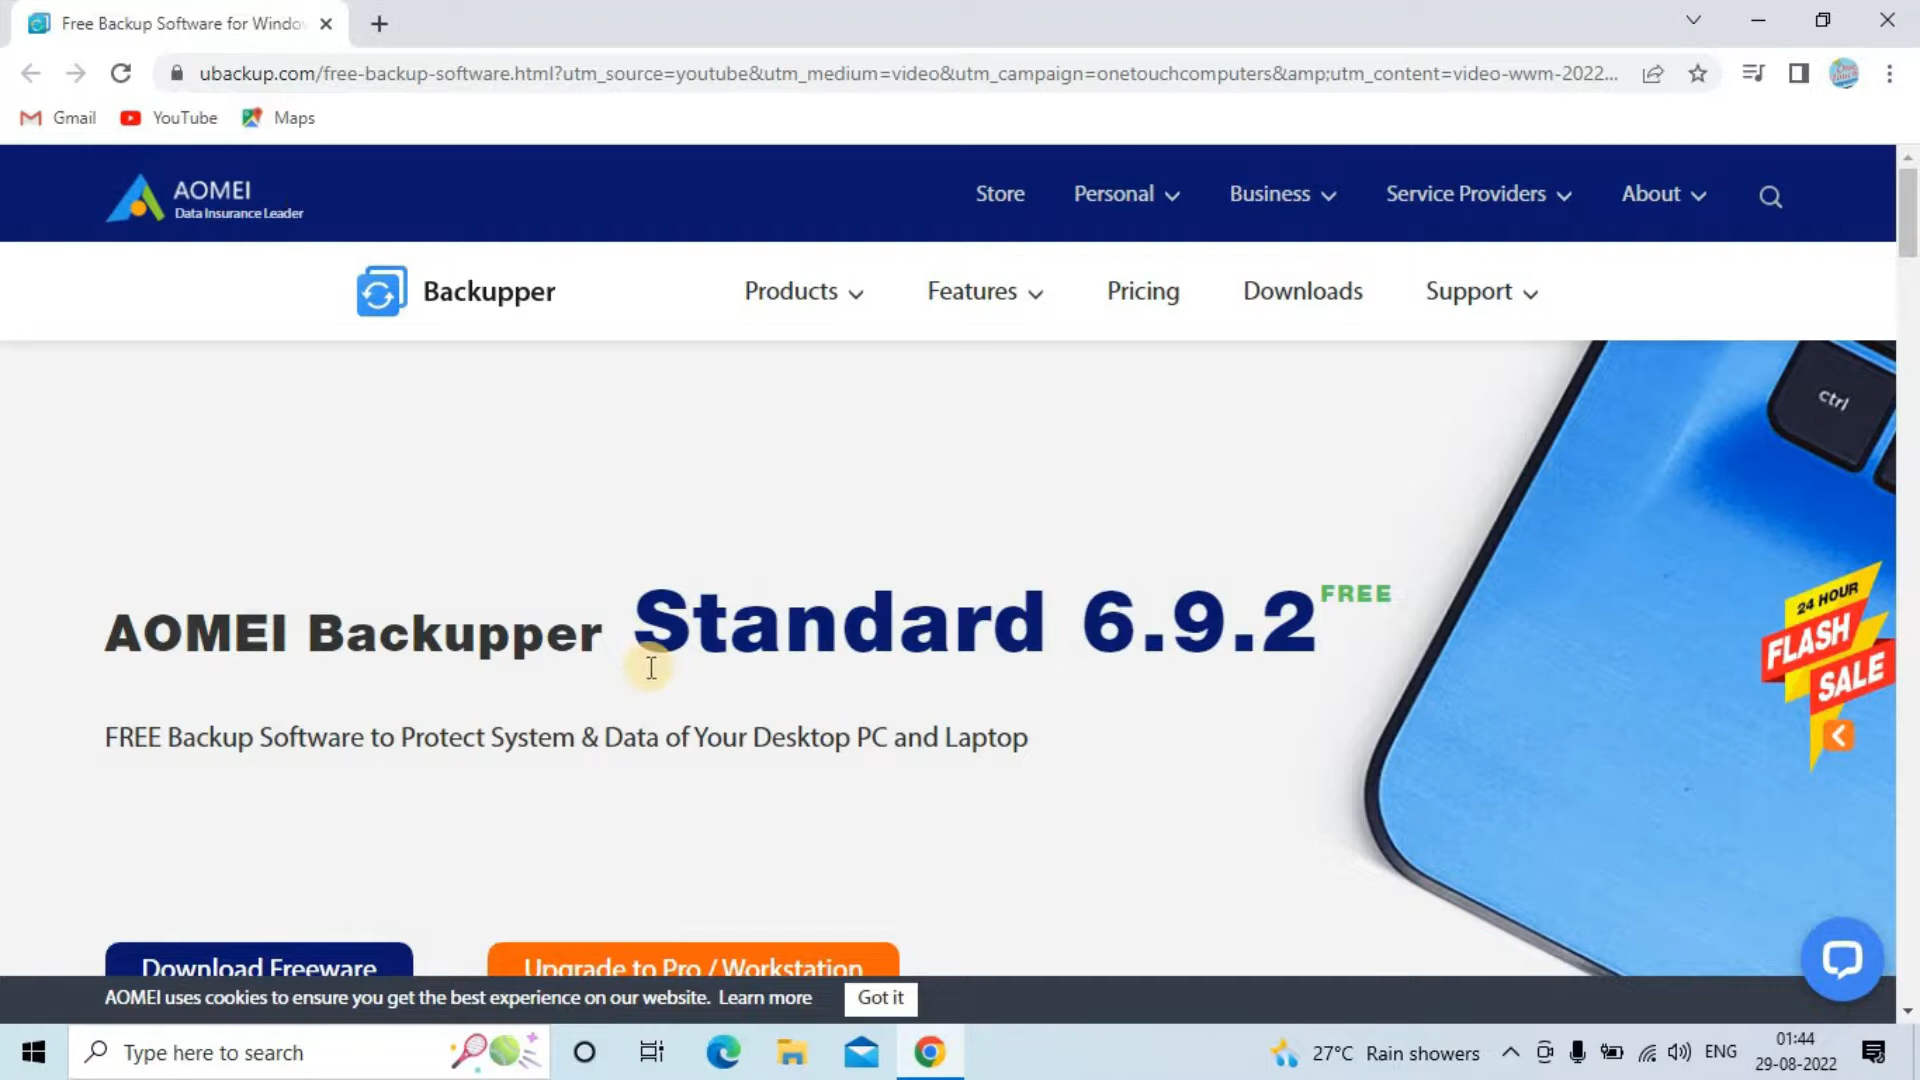 Free Backup Software for Windo
ubackup.com/free-backup-software.html?utm_source=youtube&utm_medium=video&utm_campaign=onetouchcomputers&amp;utm_content=video-wwm-2022...
Gmail YouTube Maps
AOMEI
Data Insurance Leader
Store Personal Business Service Providers About
Backupper Products Features Pricing Downloads Support
ctrl
AOMEI Backupper Standard 6.9.2 FREE
24 HOUR
FLASH
SALE
FREE Backup Software to Protect System & Data of Your Desktop PC and Laptop
Download Freeware Upgrade to Pro / Workstation
AOMEI uses cookies to ensure you get the best experience on our website. Learn more Got it
Type here to search
27°C Rain showers
ENG
01:44
29-08-2022